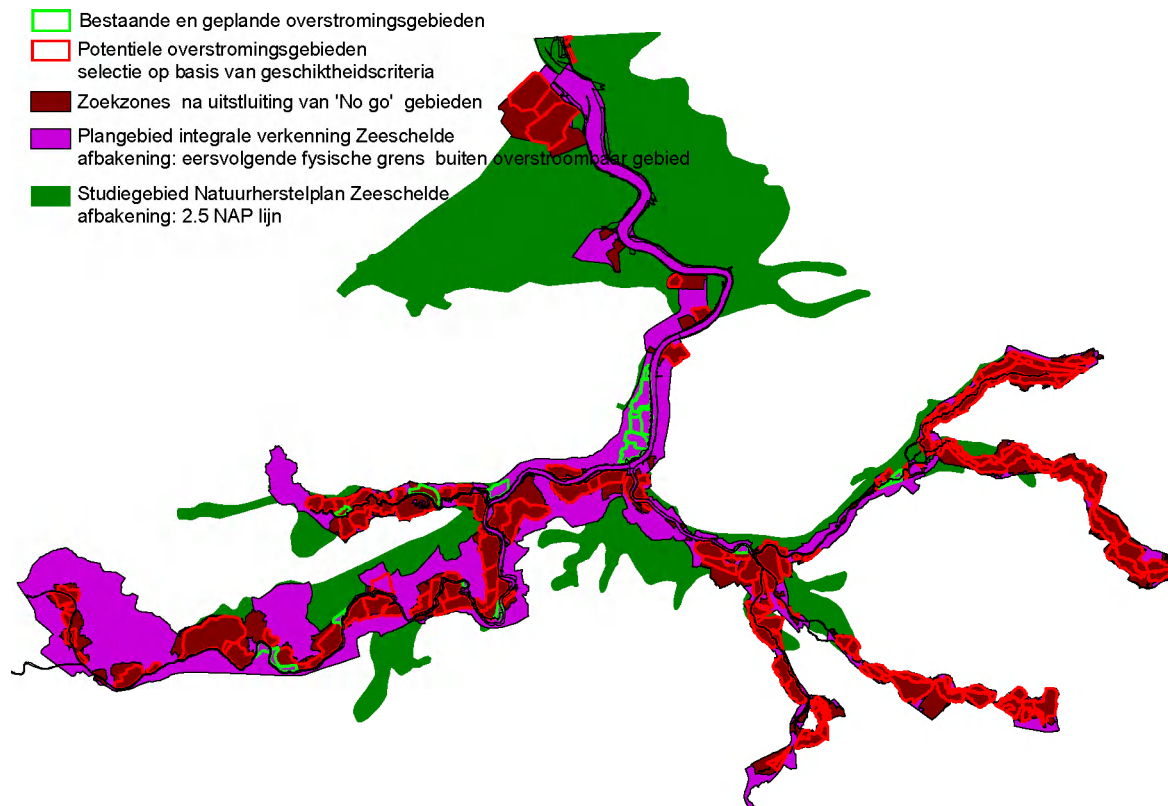 Bestaande en geplande overstromingsgebieden
Potentiele overstromingsgebieden
selectie op basis van geschiktheidscriteria
Zoekzones na uitstluiting van 'No go' gebieden
Plangebied integrale verkenning Zeeschelde
afbakening: eersvolgende fysische grens buiten overstroombaar gebied
Studiegebied Natuurherstelplan Zeeschelde
afbakening: 2.5 NAP lijn